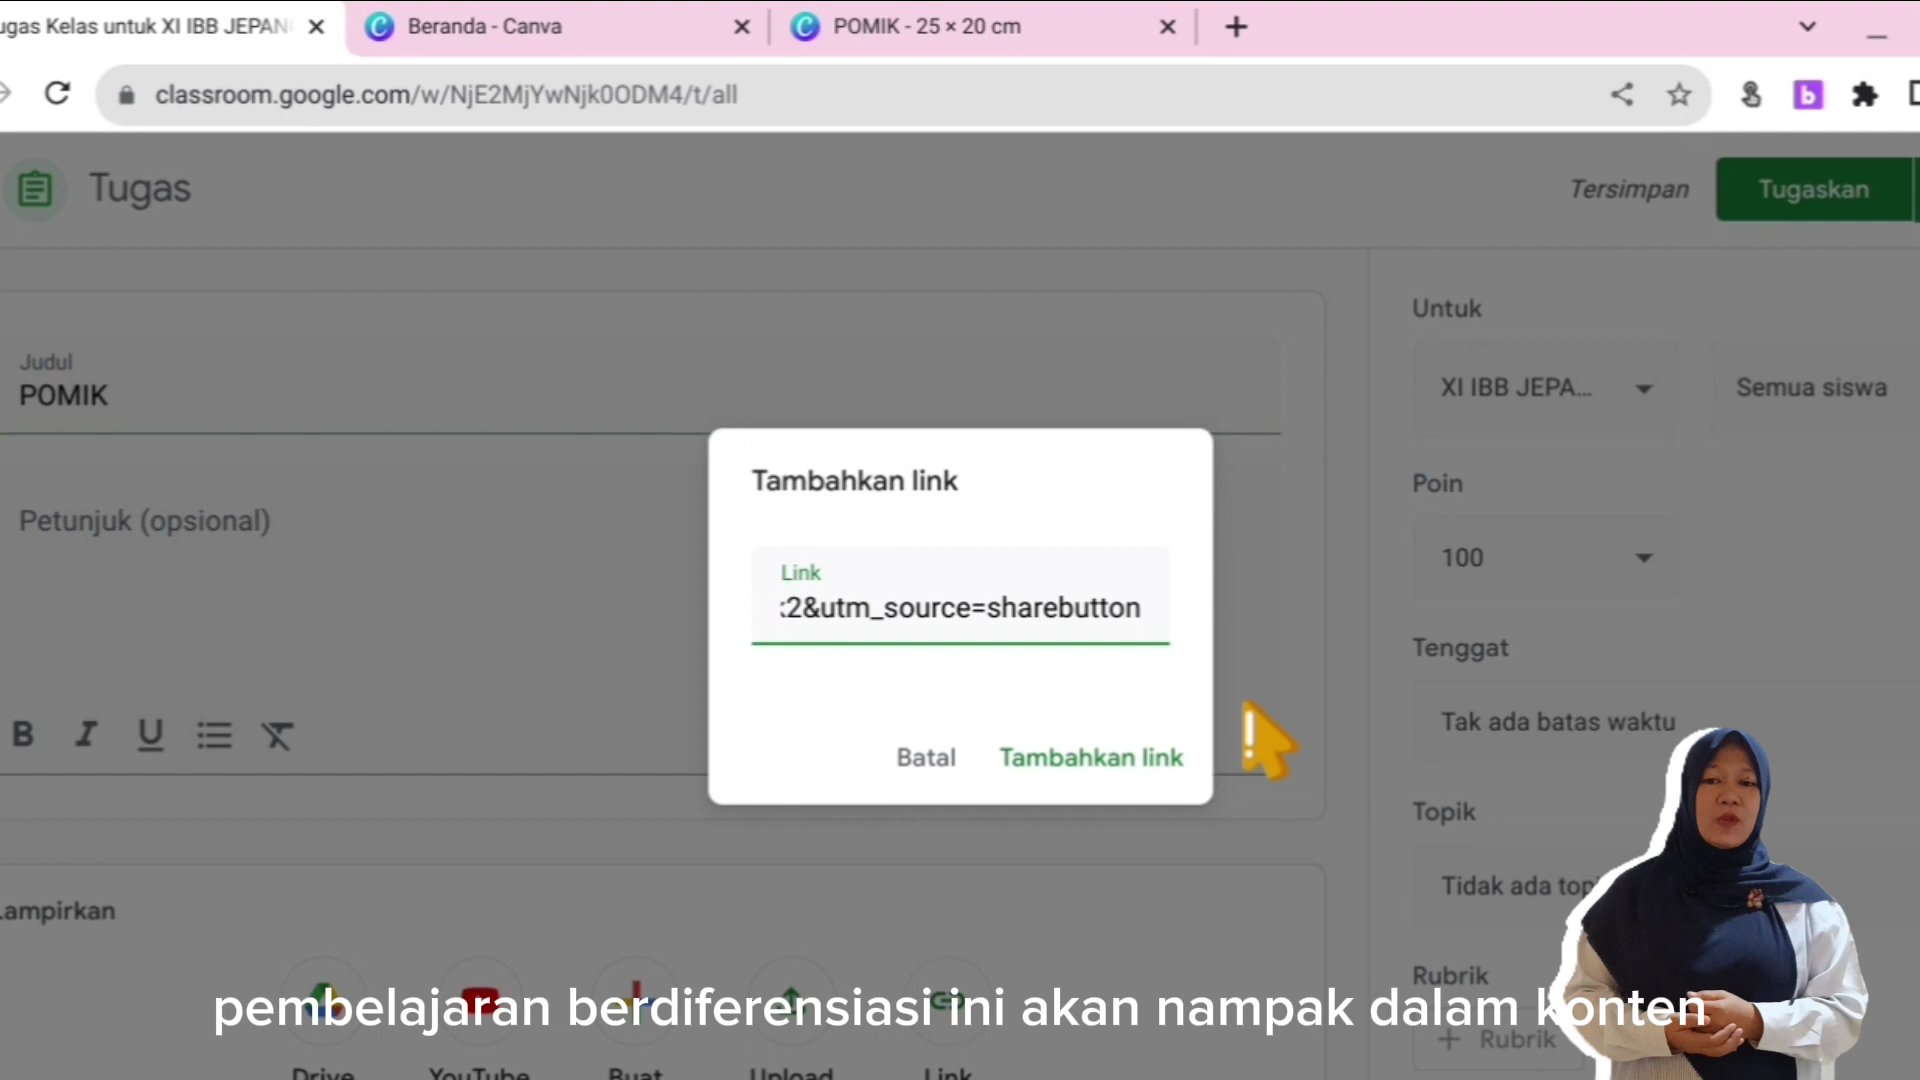 ugas Kelas untuk XI IBB JEPAN
Beranda - Canva
POMIK - 25 × 20 cm
classroom.google.com/w/NjE2MjYwNjk0ODM4/t/all
Tugas
Tersimpan
Tugaskan
Judul
POMIK
Petunjuk (opsional)
Untuk
XI IBB JEPA...
Semua siswa
Poin
100
Tenggat
Tak ada batas waktu
Topik
Tidak ada top
Rubrik
+ Rubrik
Tambahkan link
Link
2&utm_source=sharebutton
Batal
Tambahkan link
B I U
Lampirkan
Drive
YouTube
Buat
Upload
Link
pembelajaran berdiferensiasi ini akan nampak dalam konten